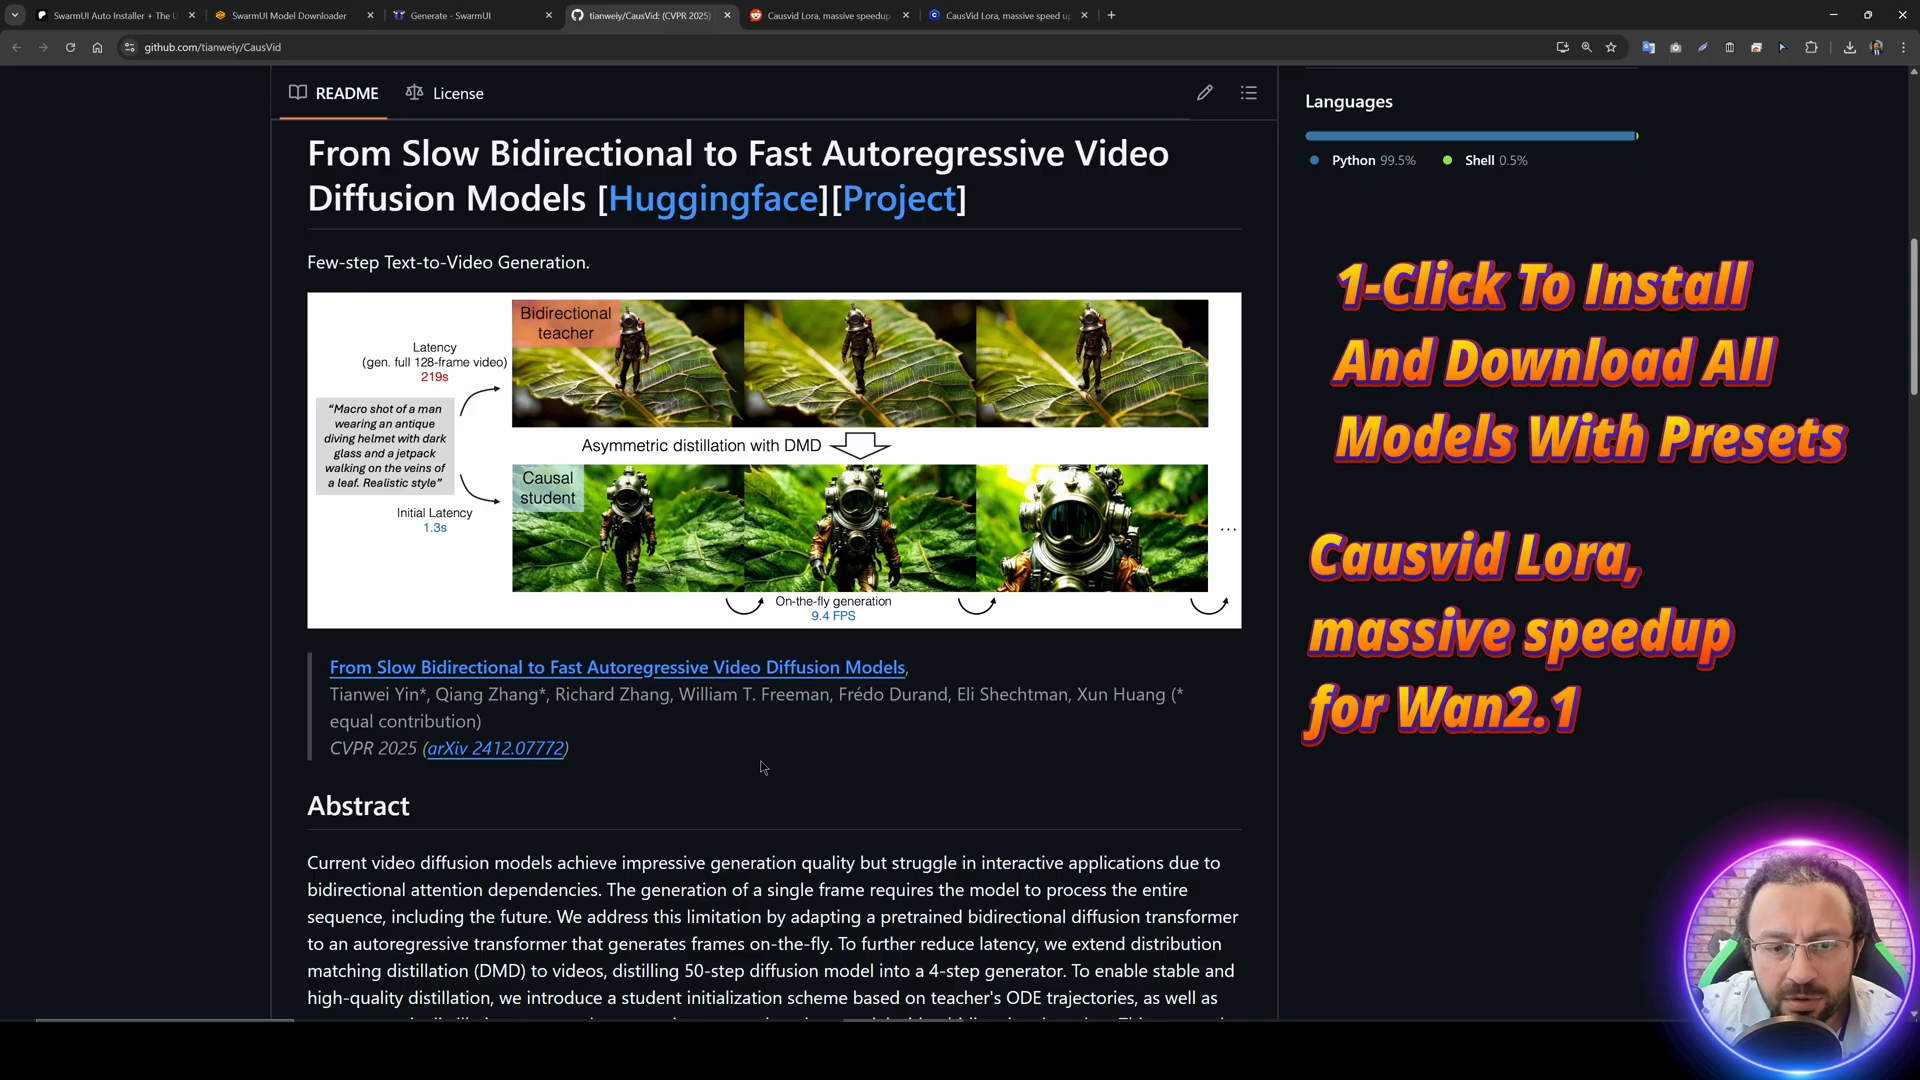 SwarmUI Auto Installer + The U
SwarmUI Model Downloader
Generate - SwarmUI
tianweiy/CausVid: (CVPR 2025)
Causvid Lora, massive speedup
CausVid Lora, massive speed u
github.com/tianweiy/CausVid
README
License
From Slow Bidirectional to Fast Autoregressive Video
Diffusion Models [Huggingface][Project]
Few-step Text-to-Video Generation.
Bidirectional
teacher
Latency
(gen. full 128-frame video)
219s
“Macro shot of a man
wearing an antique
diving helmet with dark
glass and a jetpack
walking on the veins of
a leaf. Realistic style”
Asymmetric distillation with DMD
Causal
student
Initial Latency
1.3s
...
On-the-fly generation
9.4 FPS
From Slow Bidirectional to Fast Autoregressive Video Diffusion Models,
Tianwei Yin*, Qiang Zhang*, Richard Zhang, William T. Freeman, Frédo Durand, Eli Shechtman, Xun Huang (*
equal contribution)
CVPR 2025 (arXiv 2412.07772)
Abstract
Current video diffusion models achieve impressive generation quality but struggle in interactive applications due to
bidirectional attention dependencies. The generation of a single frame requires the model to process the entire
sequence, including the future. We address this limitation by adapting a pretrained bidirectional diffusion transformer
to an autoregressive transformer that generates frames on-the-fly. To further reduce latency, we extend distribution
matching distillation (DMD) to videos, distilling 50-step diffusion model into a 4-step generator. To enable stable and
high-quality distillation, we introduce a student initialization scheme based on teacher's ODE trajectories, as well as
Languages
Python 99.5%
Shell 0.5%
1-Click To Install
And Download All
Models With Presets
Causvid Lora,
massive speedup
for Wan2.1